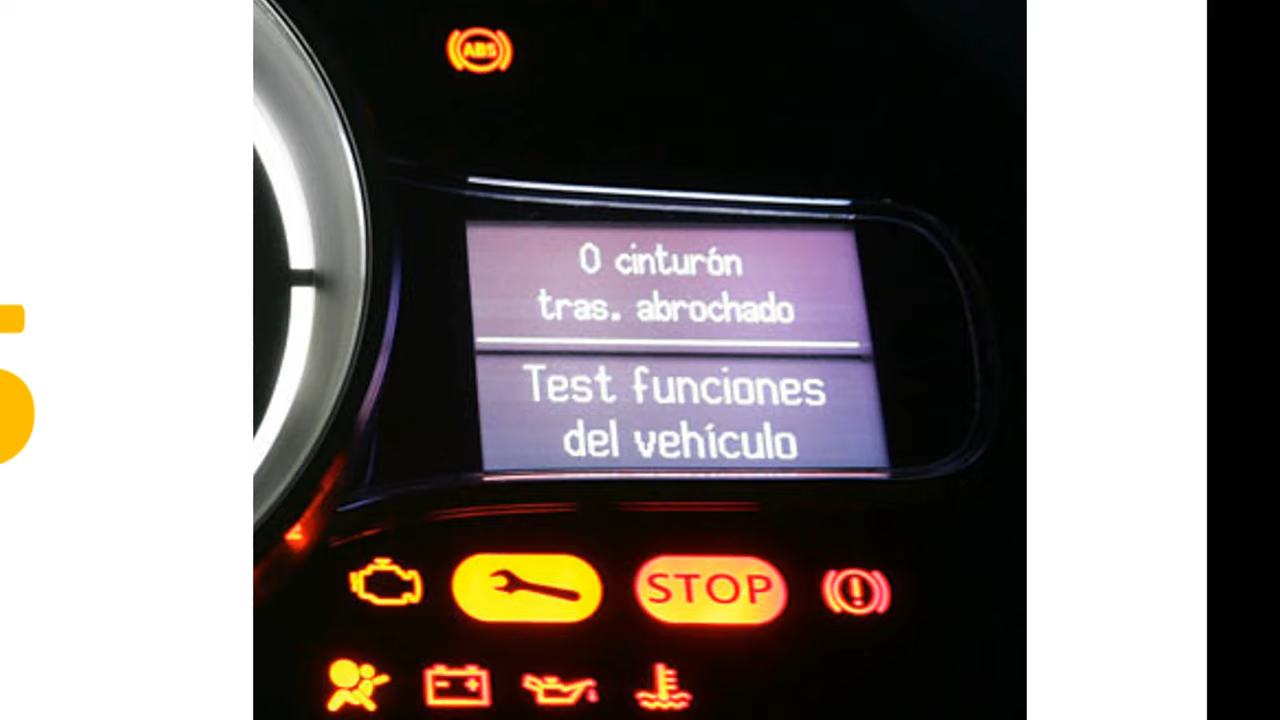 ABS
0 cinturón
tras. abrochado
Test funciones
del vehículo
STOP